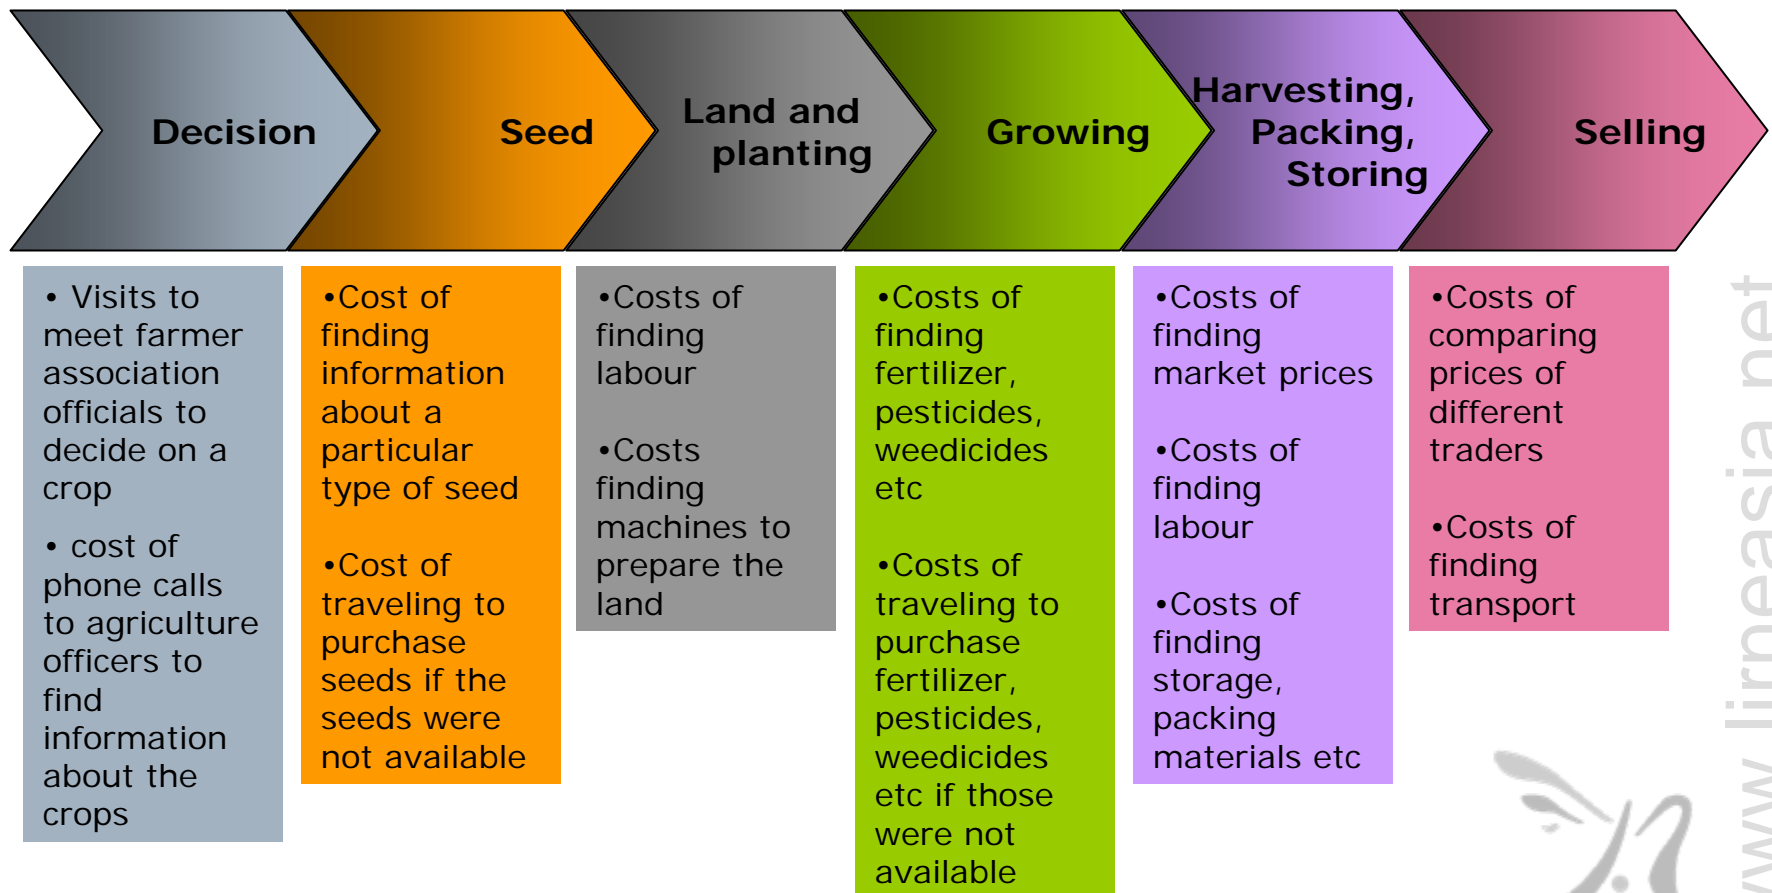 Decision
Seed
Land and
planting
Growing
Harvesting,
Packing,
Storing
Selling
• Visits to
meet farmer
association
officials to
decide on a
crop
• cost of
phone calls
to agriculture
officers to
find
information
about the
crops
•Cost of
finding
information
about a
particular
type of seed
•Cost of
traveling to
purchase
seeds if the
seeds were
not available
•Costs of
finding
labour
•Costs
finding
machines to
prepare the
land
•Costs of
finding
fertilizer,
pesticides,
weedicides
etc
•Costs of
traveling to
purchase
fertilizer,
pesticides,
weedicides
etc if those
were not
available
•Costs of
finding
market prices
•Costs of
finding
labour
•Costs of
finding
storage,
packing
materials etc
•Costs of
comparing
prices of
different
traders
•Costs of
finding
transport
www.lirneasia.net